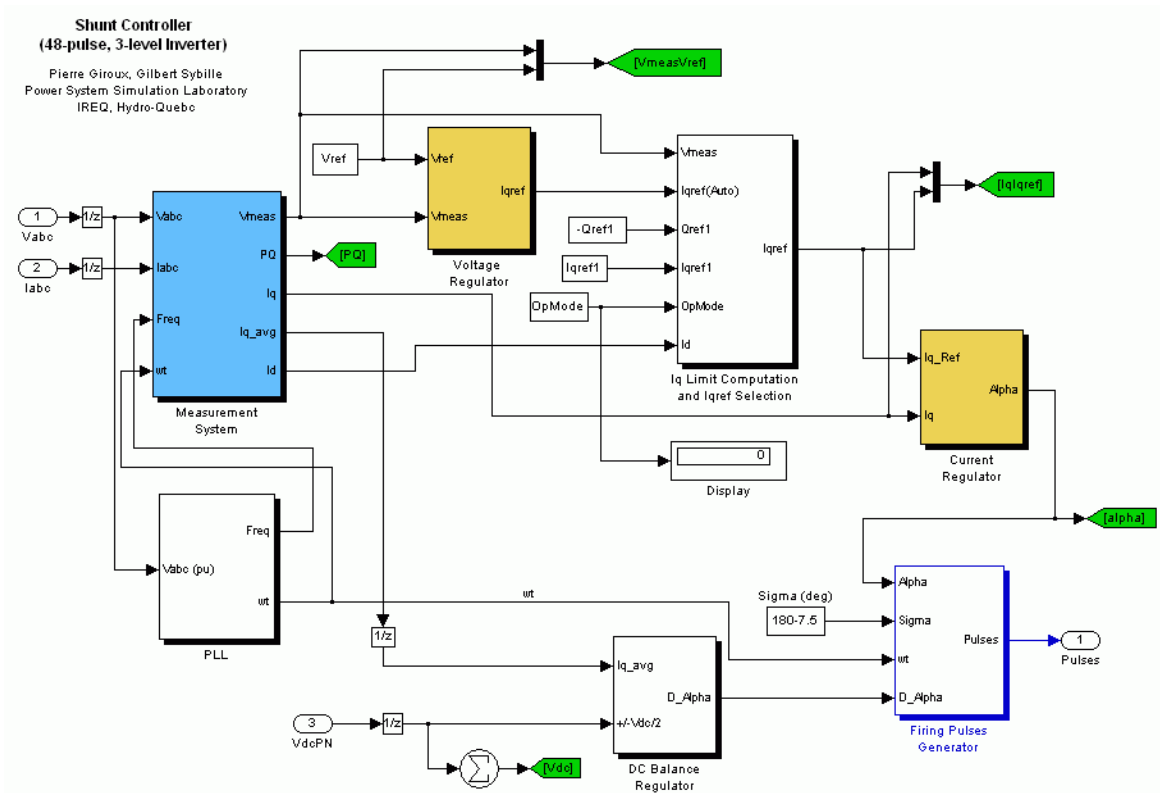 Shunt Controller
(48-pulse, 3-level Inverter)
Pierre Giroux, Gilbert Sybille
Power System Simulation Laboratory
IREQ, Hydro-Quebc
[VmeasVref]
Vref
Vref
Iqref
Vmeas
Voltage
Regulator
Vmeas
Iqref(Auto)
Qref1
Iqref1
OpMode
Id
Iqref
Iq Limit Computation
and Iqref Selection
-Qref1
Iqref1
OpMode
[IqIqref]
1
Vabc
1/z
2
Iabc
1/z
Vabc
Iabc
Freq
wt
Vmeas
PQ
Iq
Iq_avg
Id
Measurement
System
[PQ]
Iq_Ref
Iq
Alpha
Current
Regulator
0
Display
[alpha]
Vabc (pu)
Freq
wt
PLL
wt
1/z
Sigma (deg)
180-7.5
Alpha
Sigma
wt
D_Alpha
Pulses
Firing Pulses
Generator
1
Pulses
Iq_avg
+/-Vdc/2
D_Alpha
DC Balance
Regulator
3
VdcPN
1/z
∑
[Vdc]